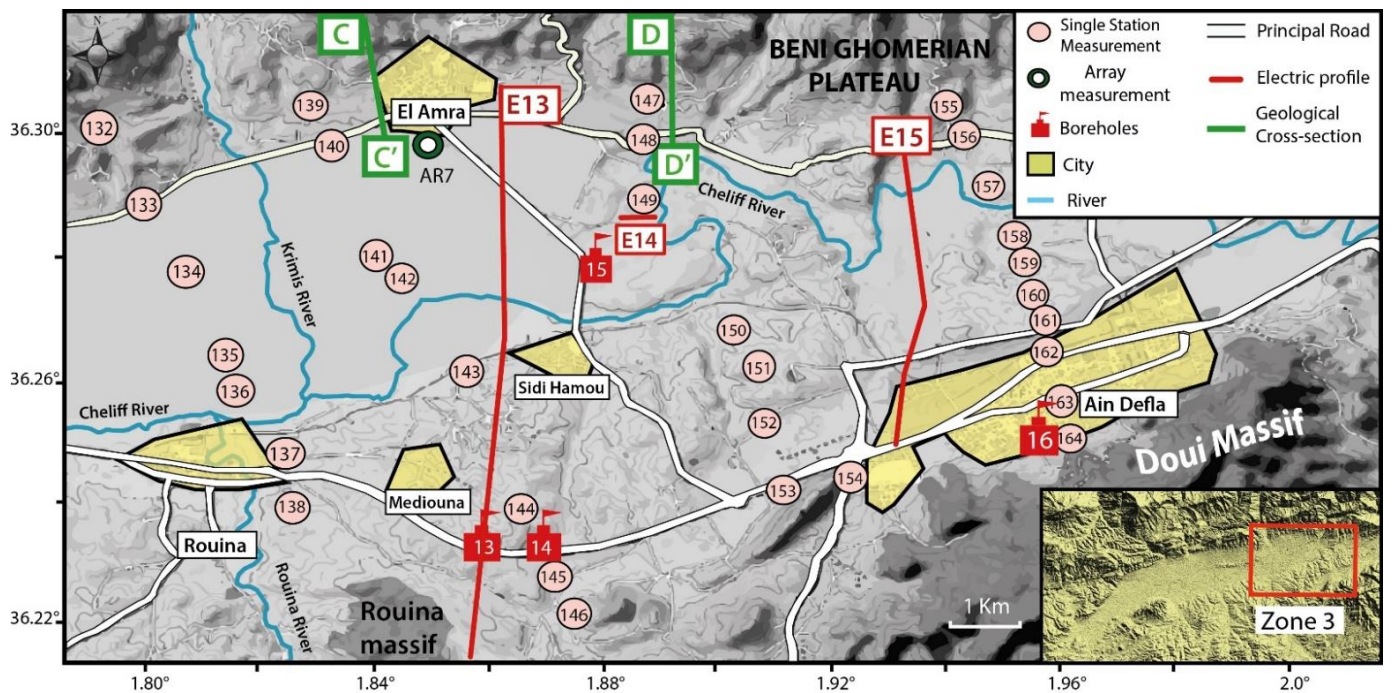 C
D
BENI GHOMERIAN
PLATEAU
Single Station
Measurement
Array
measurement
Boreholes
City
River
Principal Road
Electric profile
Geological
Cross-section
N
36.30°
36.28°
36.26°
36.24°
36.22°
132
139
140
El Amra
C'
AR7
E13
147
148
D'
E15
155
156
157
133
149
Cheliff River
E14
15
158
159
160
161
162
134
Krimis River
141
142
150
151
152
135
136
143
Sidi Hamou
Cheliff River
137
138
Mediouna
144
153
154
163
Ain Defla
16
164
Doui Massif
Rouina
13
14
145
146
Rouina River
Rouina
massif
1 Km
Zone 3
1.80°
1.84°
1.88°
1.92°
1.96°
2.0°